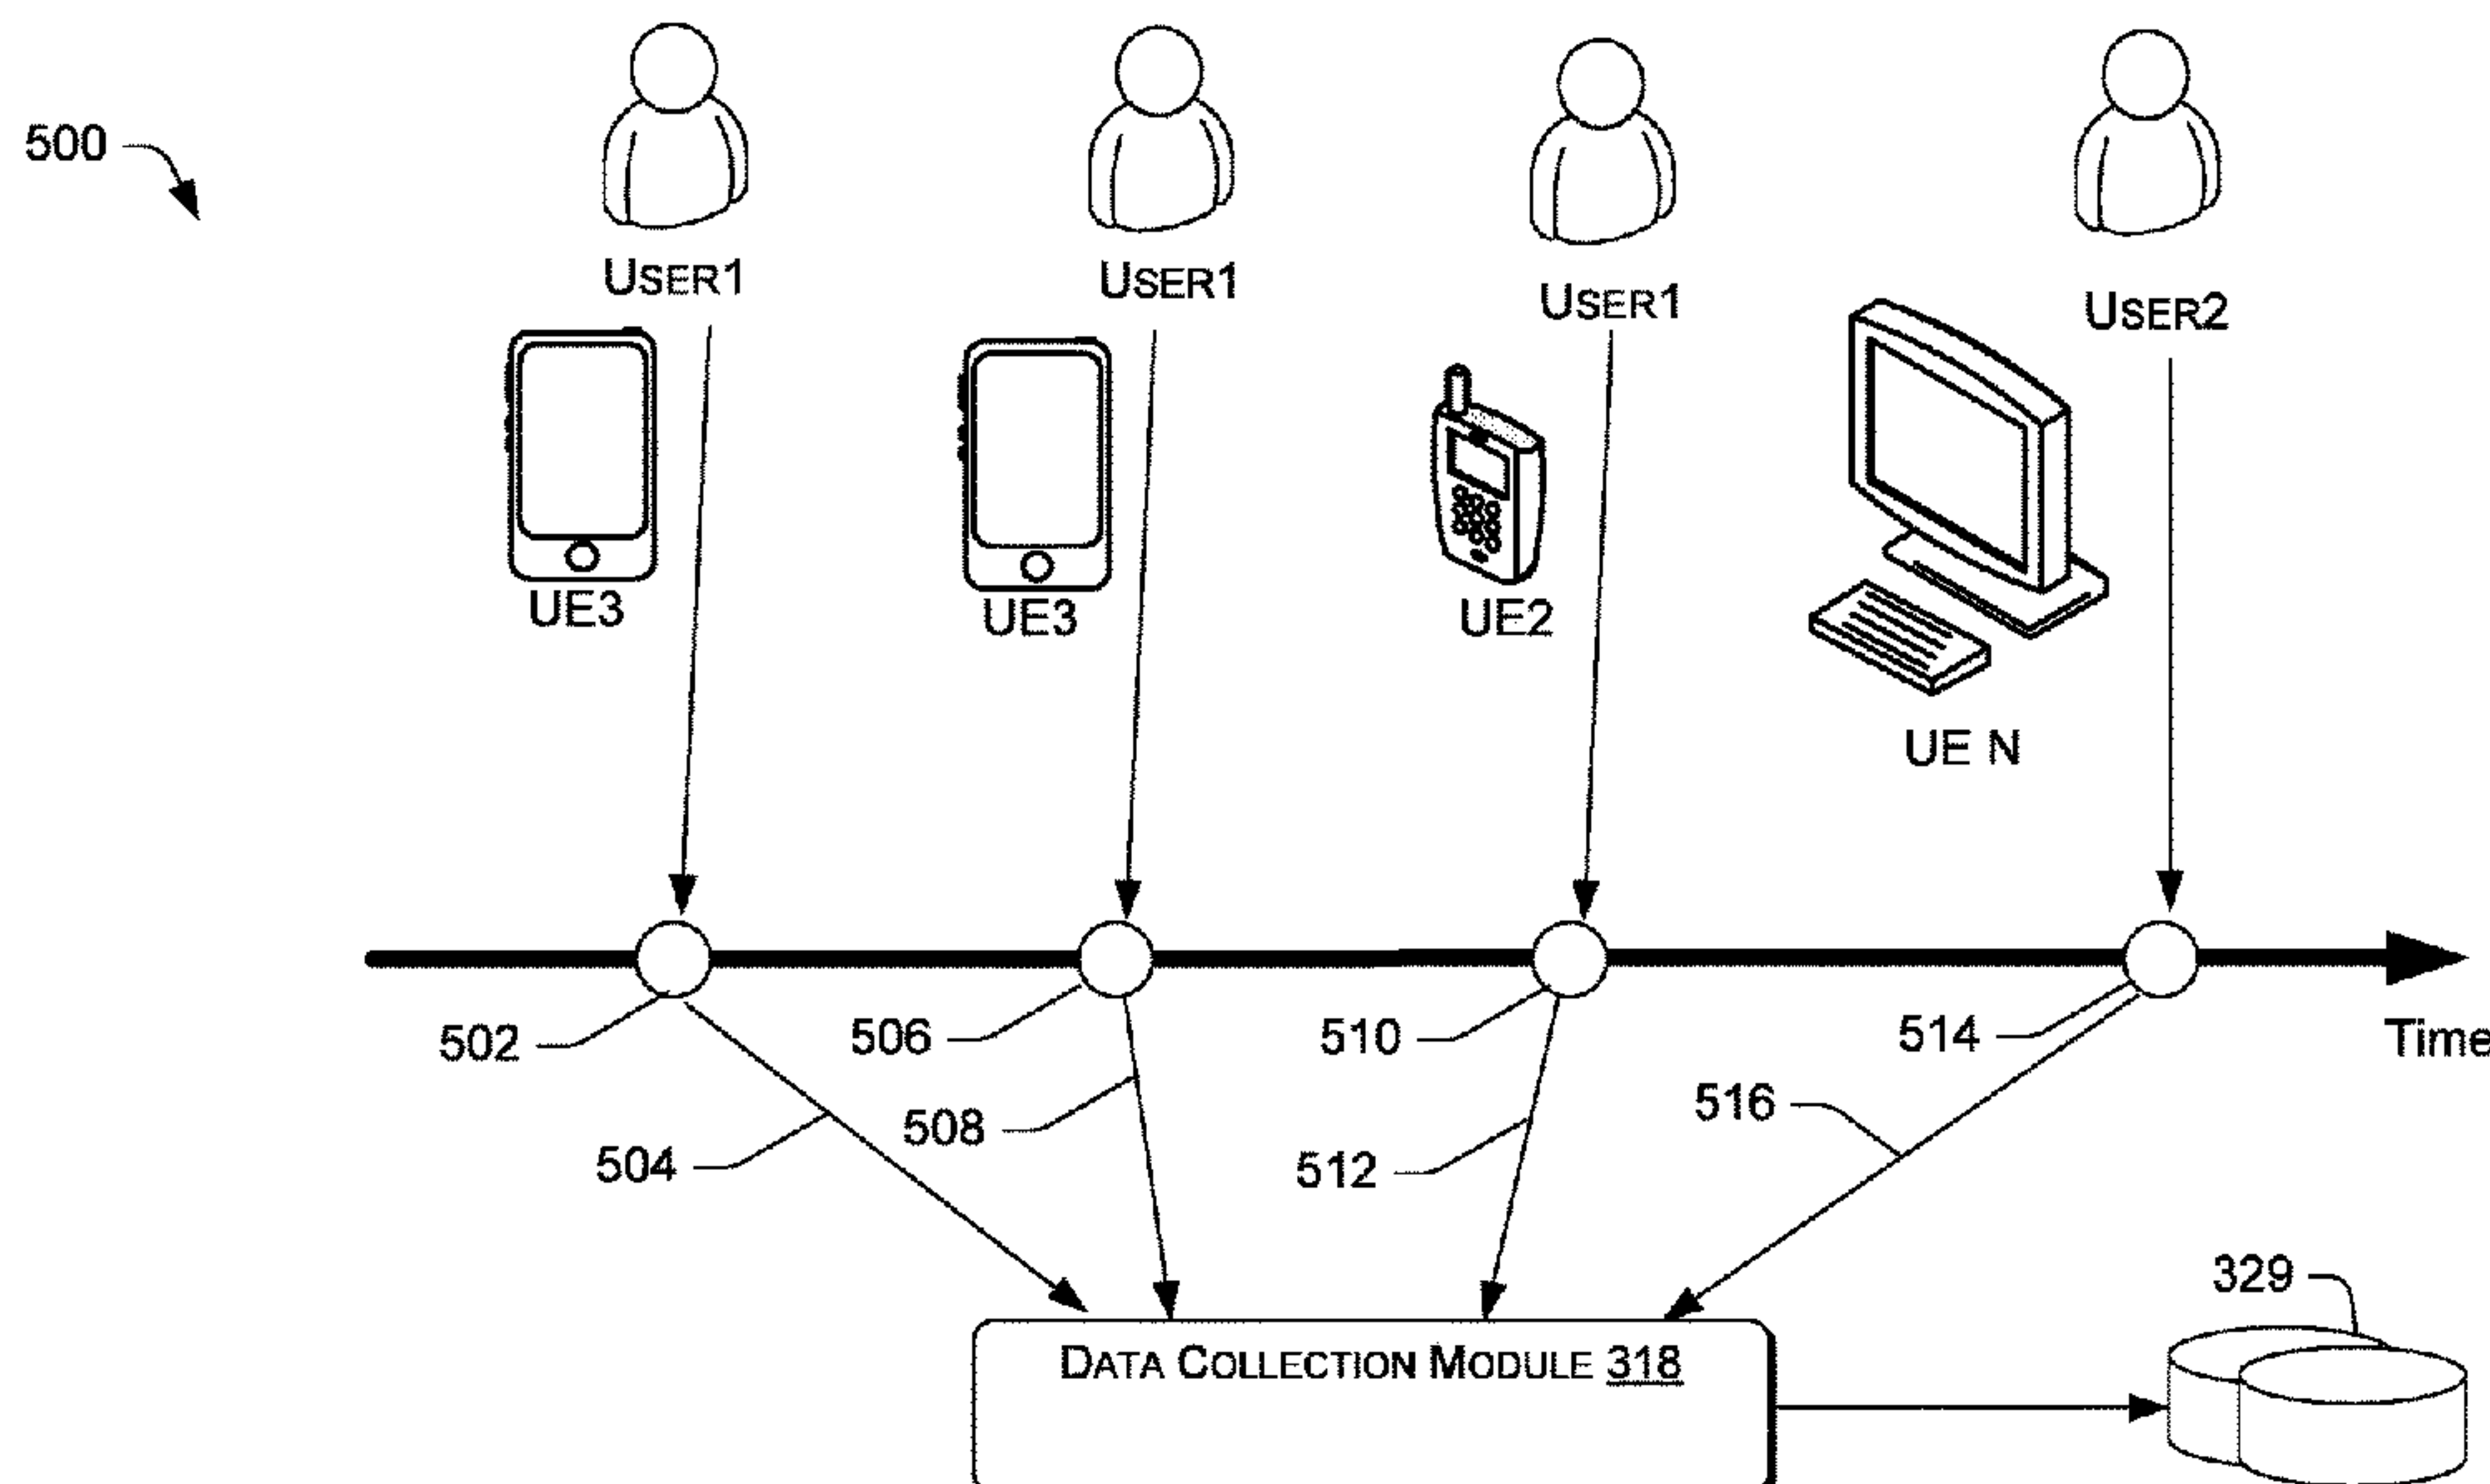 500
USER1
USER1
USER1
USER2
UE3
UE3
UE2
UE N
502
506
510
514
Time
504
508
512
516
329
DATA COLLECTION MODULE 318